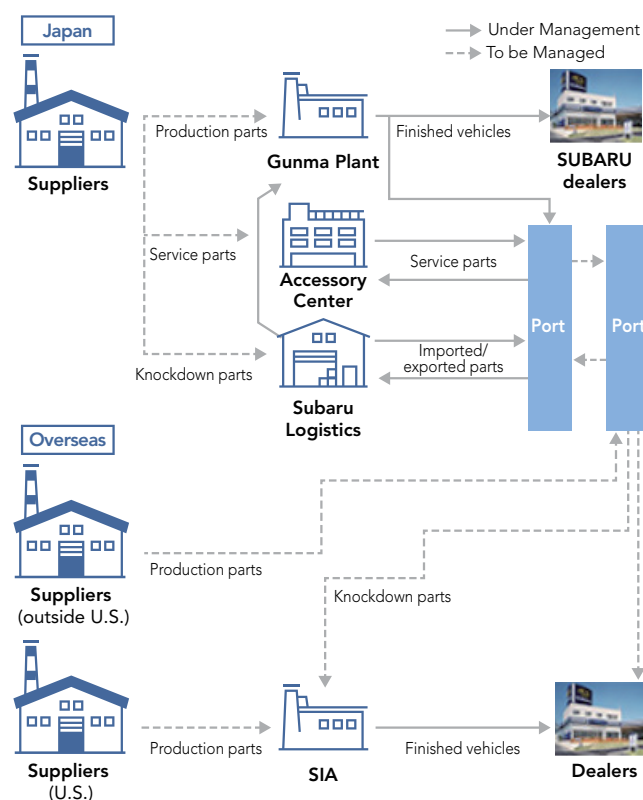 Japan
Under Management
To be Managed
Production parts
Finished vehicles
Suppliers
Gunma Plant
SUBARU
dealers
Service parts
Service parts
Accessory
Center
Port
Port
Imported/
exported parts
Knockdown parts
Subaru
Logistics
Overseas
Production parts
Suppliers
(outside U.S.)
Knockdown parts
Production parts
Finished vehicles
Suppliers
(U.S.)
SIA
Dealers